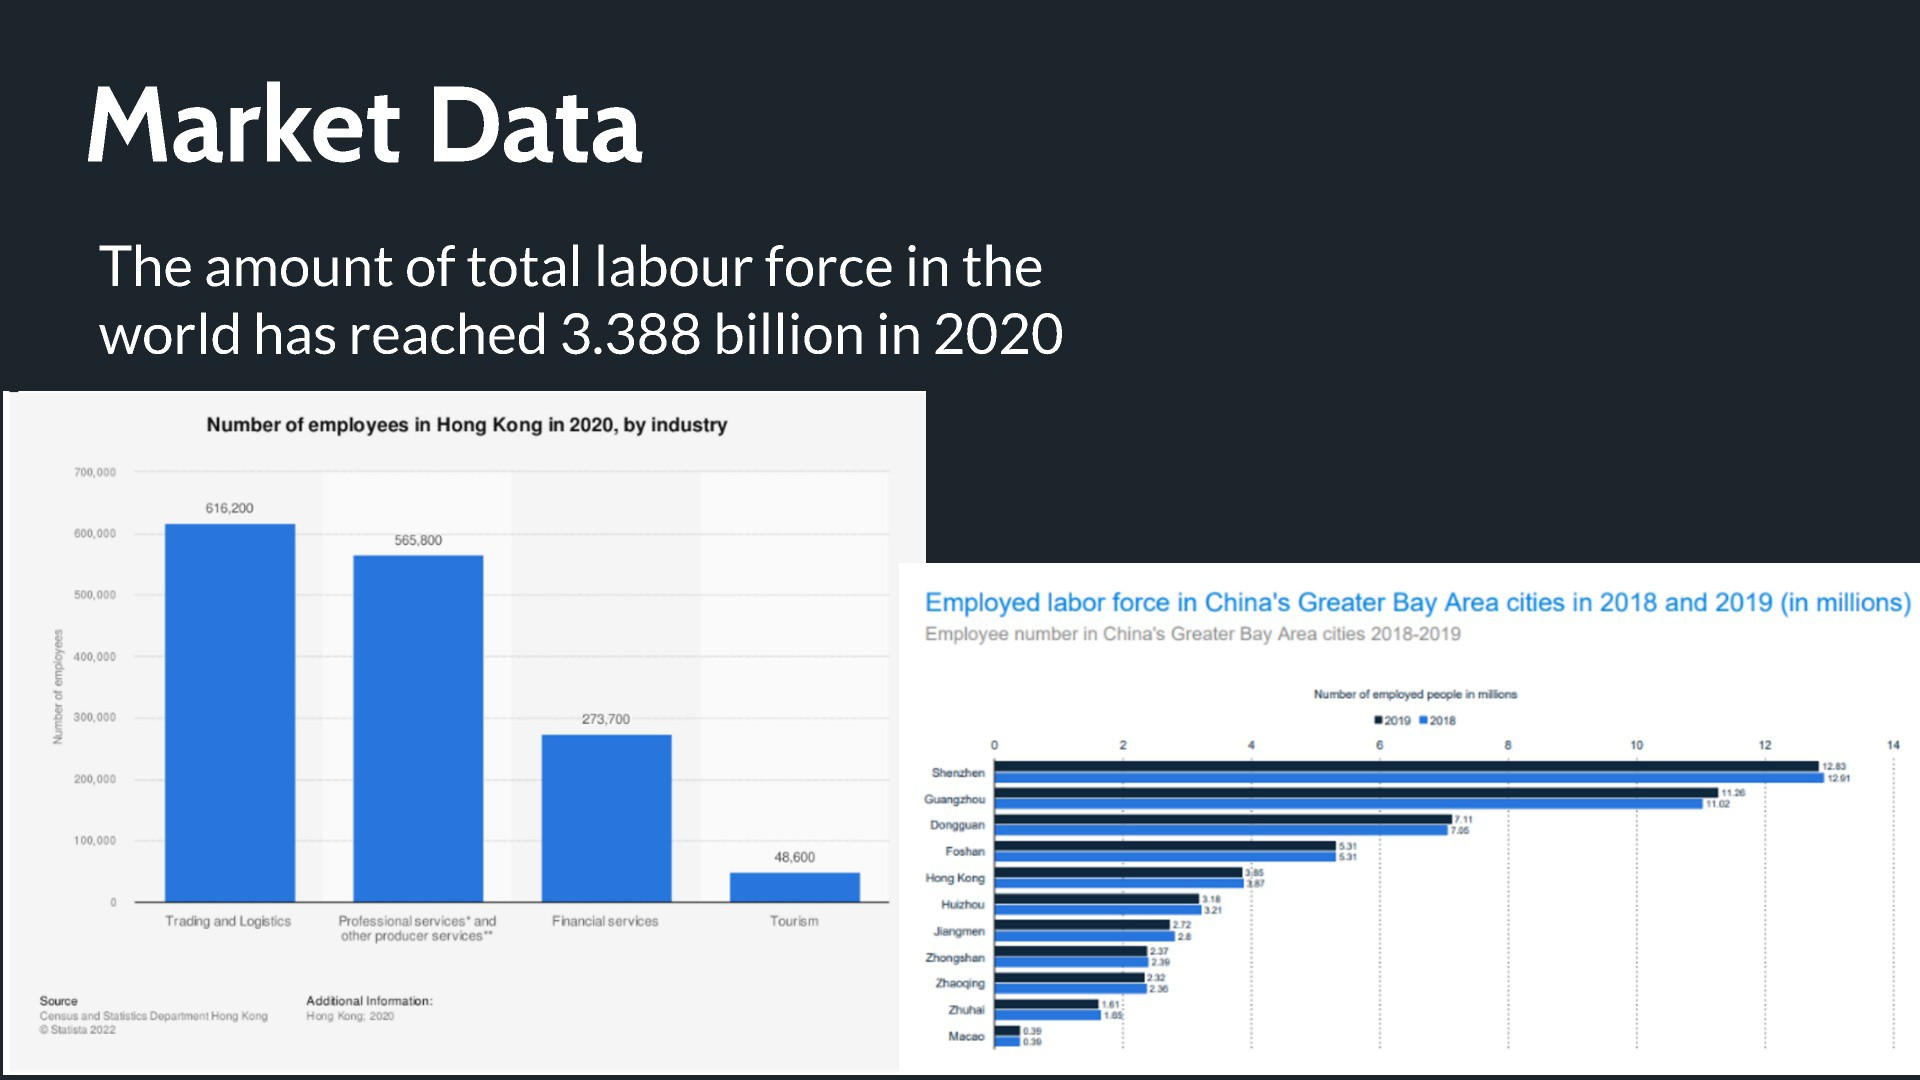 Market Data
The amount of total labour force in the
world has reached 3.388 billion in 2020
Number of employees in Hong Kong in 2020, by industry
Number of employees
700,000
600,000
500,000
400,000
300,000
200,000
100,000
0
616,200
565,800
273,700
48,600
Trading and Logistics
Professional services* and
other producer services**
Financial services
Tourism
Source
Census and Statistics Department Hong Kong
© Statista 2022
Additional Information:
Hong Kong; 2020
Employed labor force in China's Greater Bay Area cities in 2018 and 2019 (in millions)
Employee number in China's Greater Bay Area cities 2018-2019
Number of employed people in millions
2019 2018
0 2 4 6 8 10 12 14
Shenzhen 12.83
12.91
Guangzhou 11.26
11.02
Dongguan 7.11
7.05
Foshan 5.31
5.31
Hong Kong 3.85
3.87
Huizhou 3.18
3.21
Jiangmen 2.72
2.8
Zhongshan 2.37
2.39
Zhaoqing 2.32
2.36
Zhuhai 1.61
1.65
Macao 0.39
0.39